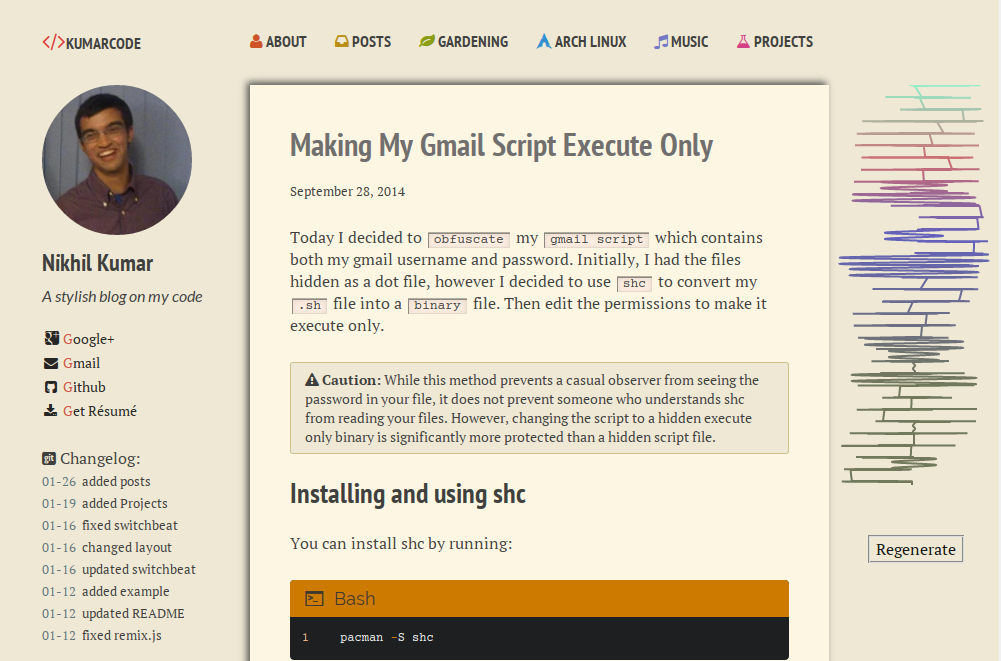 </>KUMARCODE
ABOUT POSTS GARDENING ARCH LINUX MUSIC PROJECTS
Nikhil Kumar
A stylish blog on my code
Google+
Gmail
Github
Get Résumé
git Changelog:
01-26 added posts
01-19 added Projects
01-16 fixed switchbeat
01-16 changed layout
01-16 updated switchbeat
01-12 added example
01-12 updated README
01-12 fixed remix.js
Making My Gmail Script Execute Only
September 28, 2014
Today I decided to obfuscate my gmail script which contains
both my gmail username and password. Initially, I had the files
hidden as a dot file, however I decided to use shc to convert my
.sh file into a binary file. Then edit the permissions to make it
execute only.
Caution: While this method prevents a casual observer from seeing the
password in your file, it does not prevent someone who understands shc
from reading your files. However, changing the script to a hidden execute
only binary is significantly more protected than a hidden script file.
Installing and using shc
You can install shc by running:
Bash
1 pacman -S shc
Regenerate